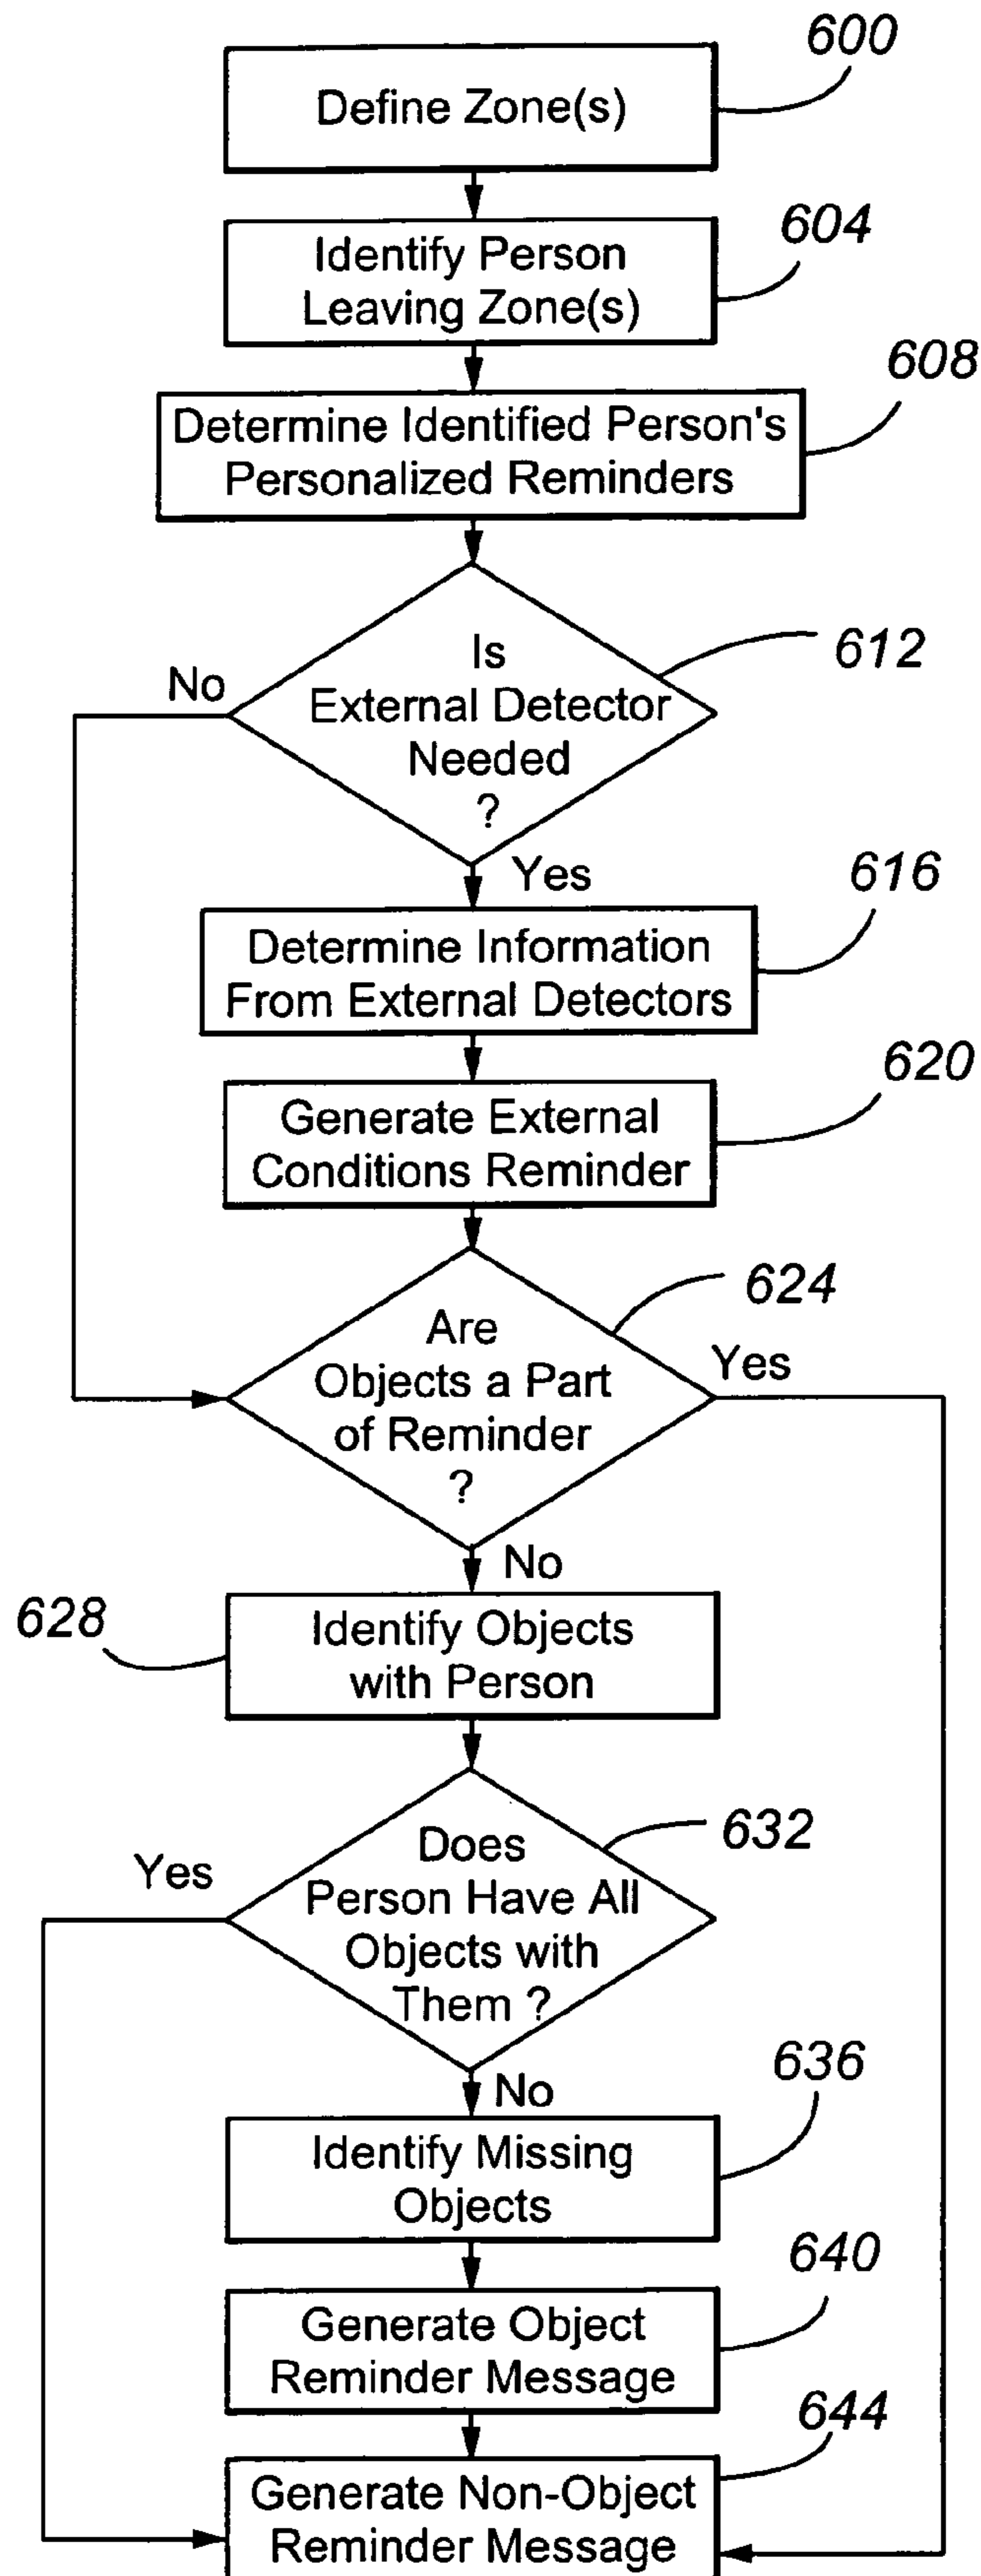 600
Define Zone(s)
604
Identify Person
Leaving Zone(s)
608
Determine Identified Person's
Personalized Reminders
612
Is
External Detector
Needed
?
No
Yes
616
Determine Information
From External Detectors
620
Generate External
Conditions Reminder
624
Are
Objects a Part
of Reminder
?
Yes
No
628
Identify Objects
with Person
632
Does
Person Have All
Objects with
Them ?
Yes
No
636
Identify Missing
Objects
640
Generate Object
Reminder Message
644
Generate Non-Object
Reminder Message